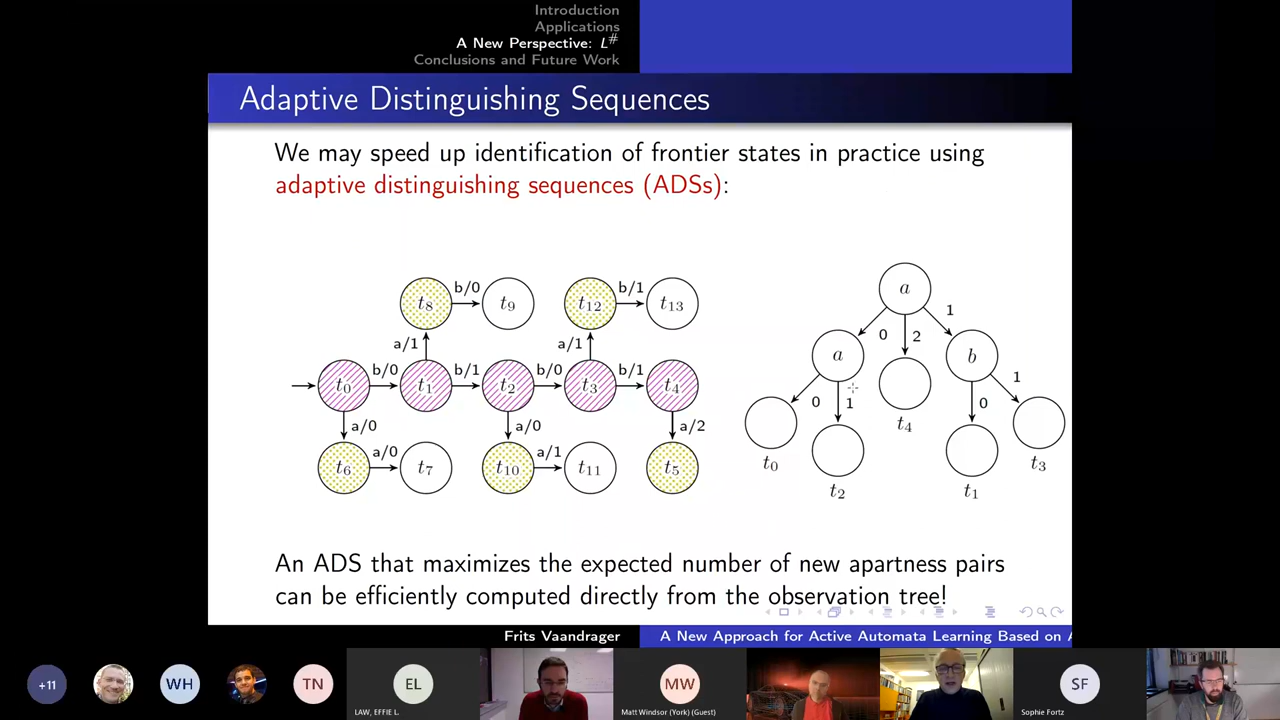 Introduction
Applications
A New Perspective: L#
Conclusions and Future Work
Adaptive Distinguishing Sequences
We may speed up identification of frontier states in practice using
adaptive distinguishing sequences (ADSs):
t8 b/0 t9 t12 b/1 t13
a/1 a/1
t0 b/0 t1 b/1 t2 b/0 t3 b/1 t4
a/0 a/0 a/2
t6 a/0 t7 t10 a/1 t11 t5
a
0 2 1
a b
0 1 t4 0 1
t0 t2 t1 t3
An ADS that maximizes the expected number of new apartness pairs
can be efficiently computed directly from the observation tree!
Frits Vaandrager
A New Approach for Active Automata Learning Based on A
+11 WH TN EL MW SF
LAW, EFFIE L.
Matt Windsor (York) (Guest)
Sophie Fortz